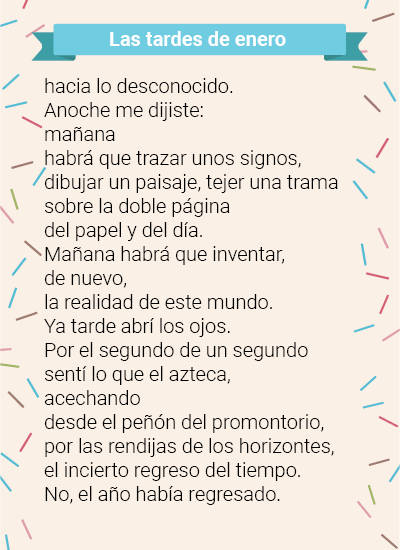 Las tardes de enero
hacia lo desconocido.
Anoche me dijiste:
mañana
habrá que trazar unos signos,
dibujar un paisaje, tejer una trama
sobre la doble página
del papel y del día.
Mañana habrá que inventar,
de nuevo,
la realidad de este mundo.
Ya tarde abrí los ojos.
Por el segundo de un segundo
sentí lo que el azteca,
acechando
desde el peñón del promontorio,
por las rendijas de los horizontes,
el incierto regreso del tiempo.
No, el año había regresado.